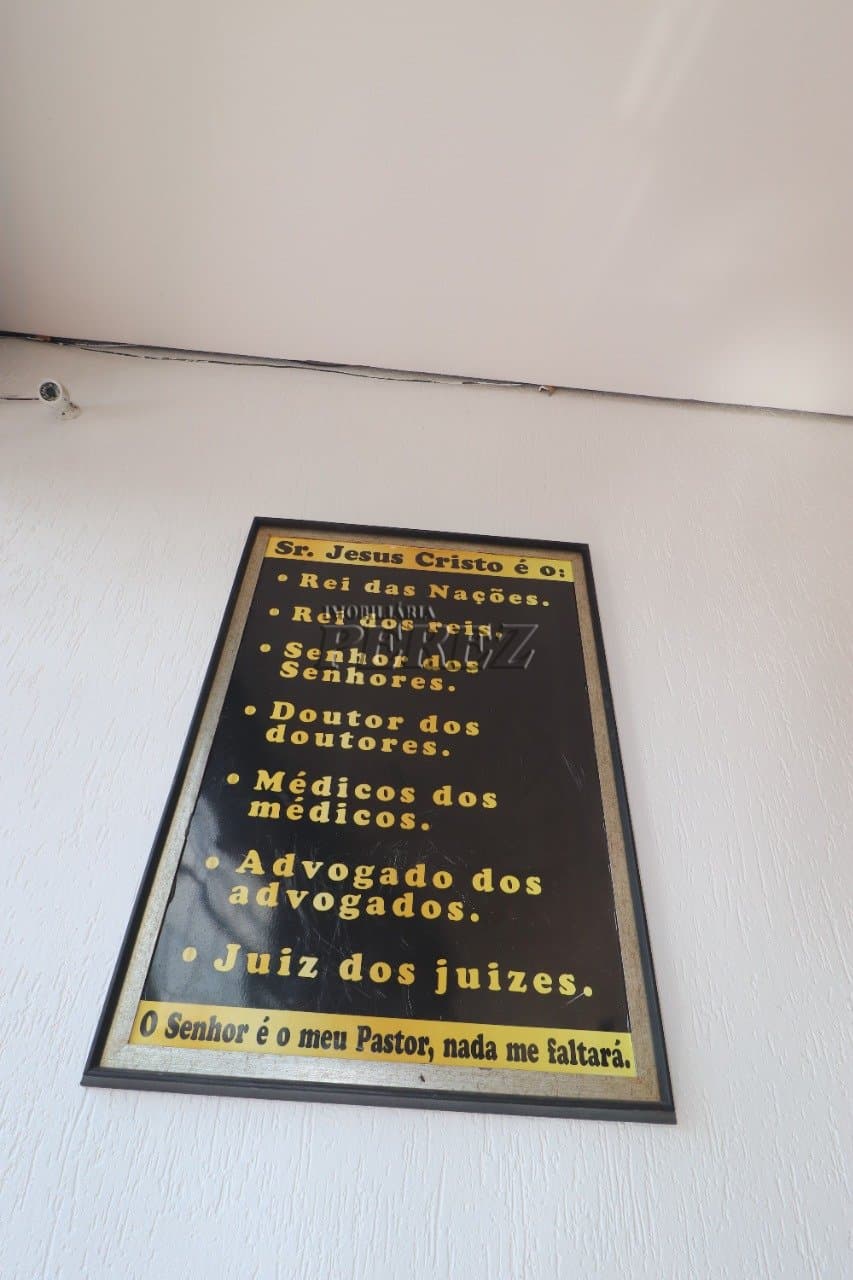 Sr. Jesus Cristo é o:
• Rei das Nações.
• Rei dos reis.
IMOBILIÁRIA
PEREZ
• Senhor dos
Senhores.
• Doutor dos
doutores.
• Médicos dos
médicos.
• Advogado dos
advogados.
• Juiz dos juizes.
O Senhor é o meu Pastor, nada me faltará.